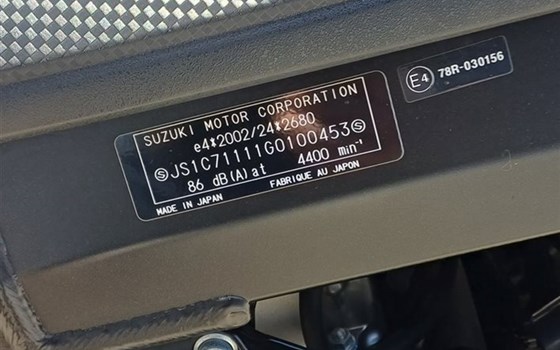 SUZUKI MOTOR CORPORATION
e4*2002/24*2680
Ⓢ JS1C71111G0100453 Ⓢ
86 dB(A) at 4400 min⁻¹
MADE IN JAPAN FABRIQUE AU JAPON
E4 78R-030156